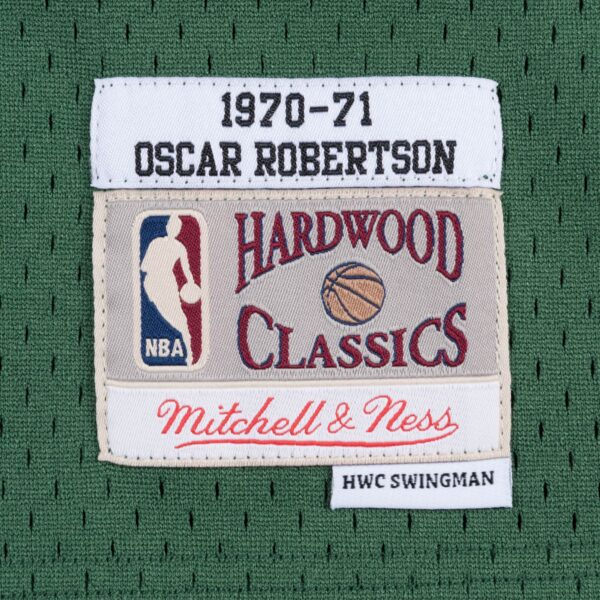 1970-71
OSCAR ROBERTSON
NBA
HARDWOOD
CLASSICS
Mitchell & Ness
HWC SWINGMAN